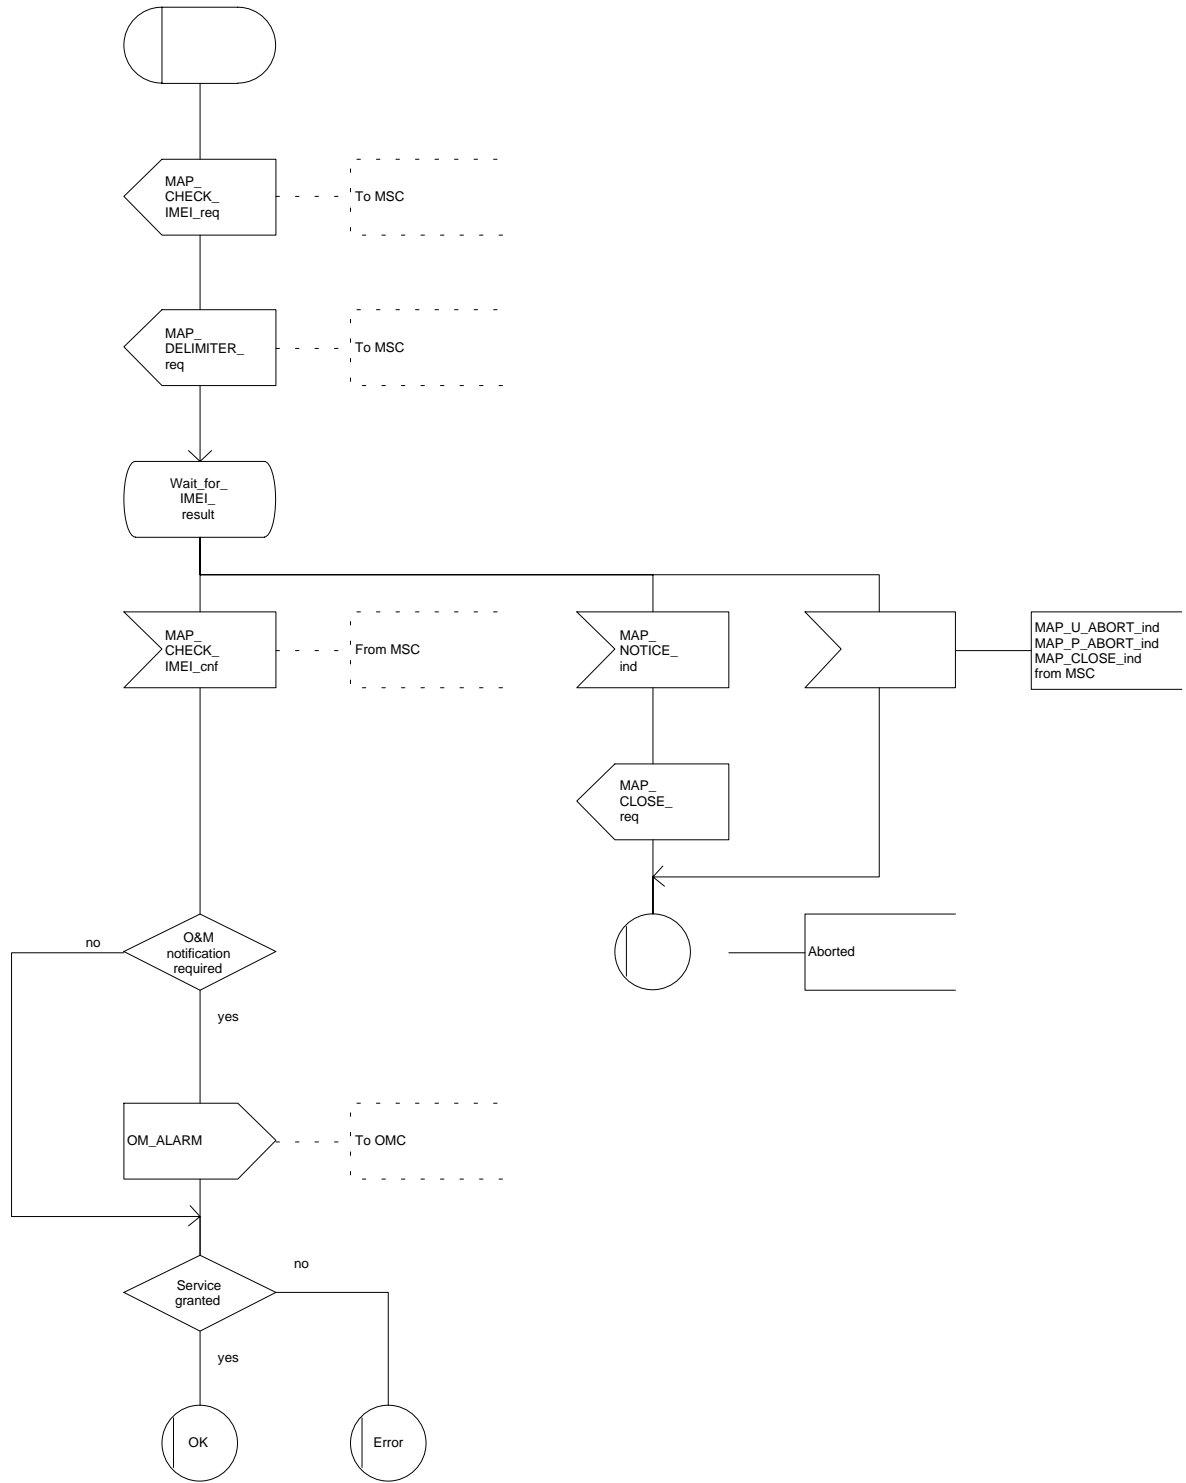 MAP_
CHECK_
IMEI_req
To MSC
MAP_
DELIMITER_
req
To MSC
Wait_for_
IMEI_
result
MAP_
CHECK_
IMEI_cnf
From MSC
MAP_
NOTICE_
ind
MAP_U_ABORT_ind
MAP_P_ABORT_ind
MAP_CLOSE_ind
from MSC
MAP_
CLOSE_
req
no
O&M
notification
required
Aborted
yes
OM_ALARM
To OMC
no
Service
granted
yes
OK
Error